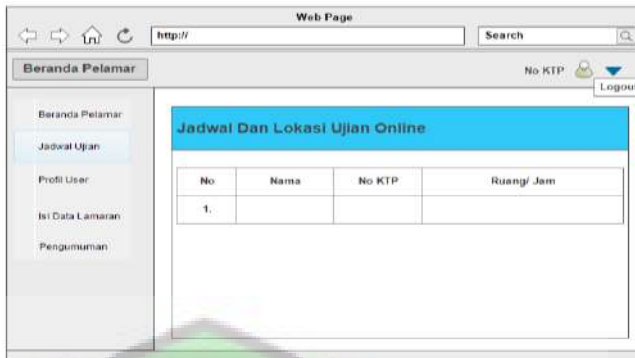 Web Page
http://
Search
Beranda Pelamar
No KTP
Logout
Beranda Pelamar
Jadwal Ujian
Profil User
Isi Data Lamaran
Pengumuman
Jadwal Dan Lokasi Ujian Online
No Nama No KTP Ruang/ Jam
1.